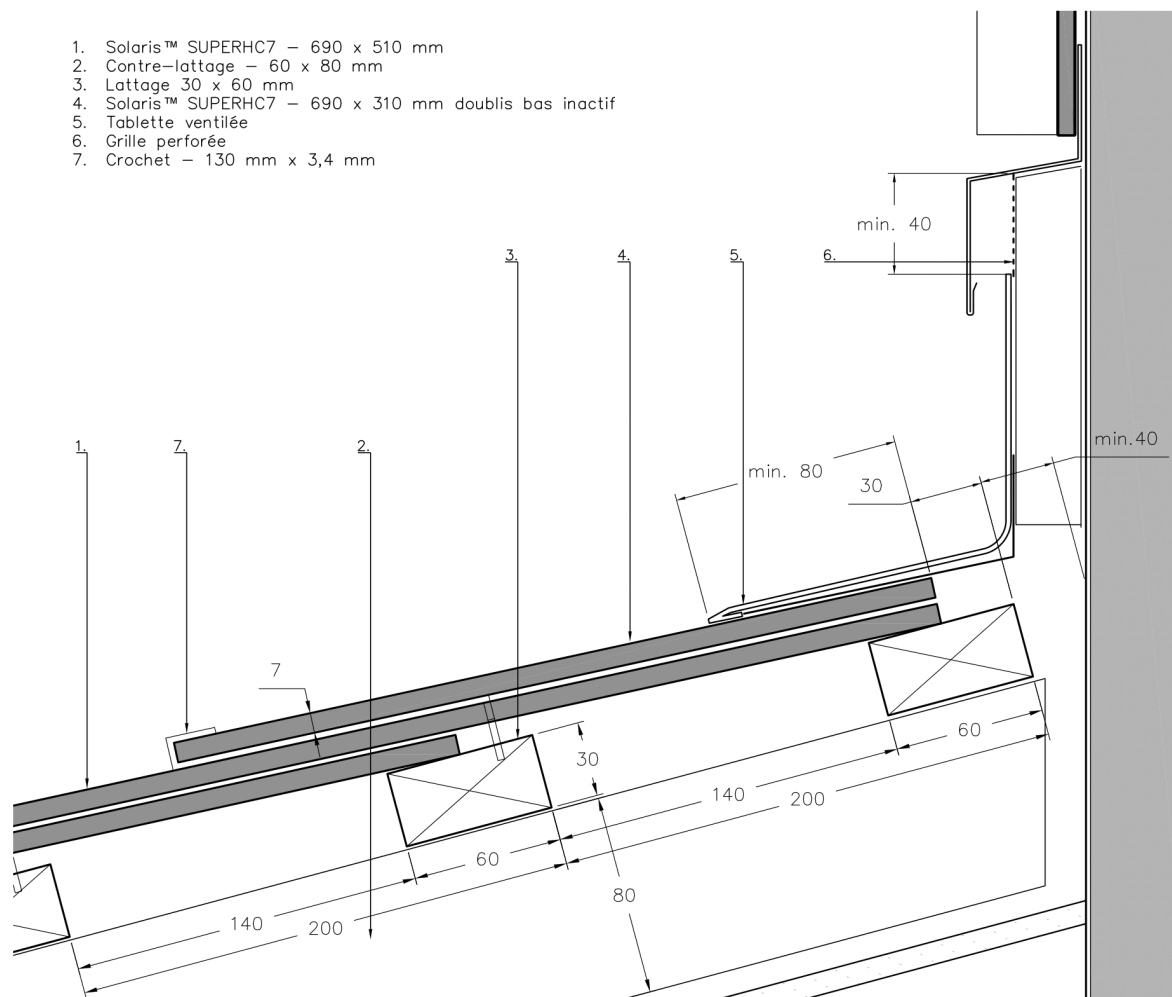 1. Solaris™ SUPERHC7 – 690 x 510 mm
2. Contre-lattage – 60 x 80 mm
3. Lattage 30 x 60 mm
4. Solaris™ SUPERHC7 – 690 x 310 mm doublis bas inactif
5. Tablette ventilée
6. Grille perforée
7. Crochet – 130 mm x 3,4 mm
min. 40
3.
4.
5.
6.
1.
7.
2.
min.40
min. 80
30
7
30
60
140
200
60
80
140
200